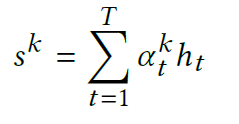 $s^k = \sum_{t=1}^{T} \alpha_t^k h_t$